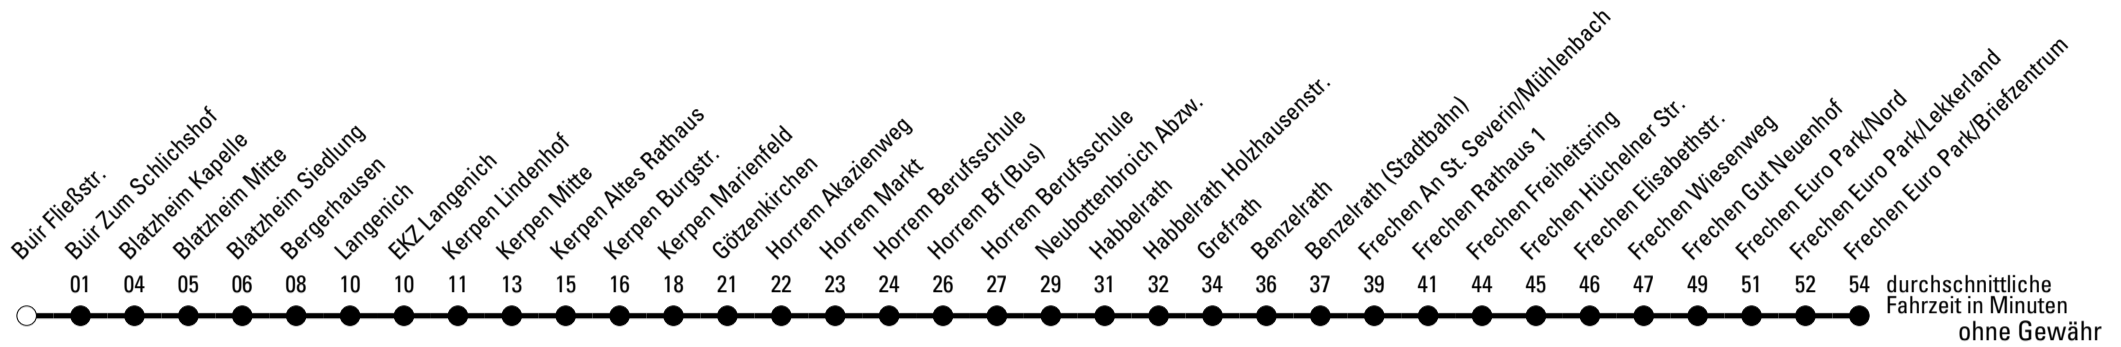 Buir Fließstr.
Buir Zum Schlichshof
Blatzheim Kapelle
Blatzheim Mitte
Blatzheim Siedlung
Bergerhausen
Langenich
EKZ Langenich
Kerpen Lindenhof
Kerpen Mitte
Kerpen Altes Rathaus
Kerpen Burgstr.
Kerpen Marienfeld
Götzenkirchen
Horrem Akazienweg
Horrem Markt
Horrem Berufsschule
Horrem Bf (Bus)
Horrem Berufsschule
Neubottenbroich Abzw.
Habbelrath
Habbelrath Holzhausenstr.
Grefrath
Benzelrath
Benzelrath (Stadtbahn)
Frechen An St. Severin/Mühlenbach
Frechen Rathaus 1
Frechen Freiheitsring
Frechen Hüchelner Str.
Frechen Elisabethstr.
Frechen Wiesenweg
Frechen Gut Neuenhof
Frechen Euro Park/Nord
Frechen Euro Park/Lekkerland
Frechen Euro Park/Briefzentrum
01 04 05 06 08 10 10 11 13 15 16 18 21 22 23 24 26 27 29 31 32 34 36 37 39 41 44 45 46 47 49 51 52 54
durchschnittliche
Fahrzeit in Minuten
ohne Gewähr